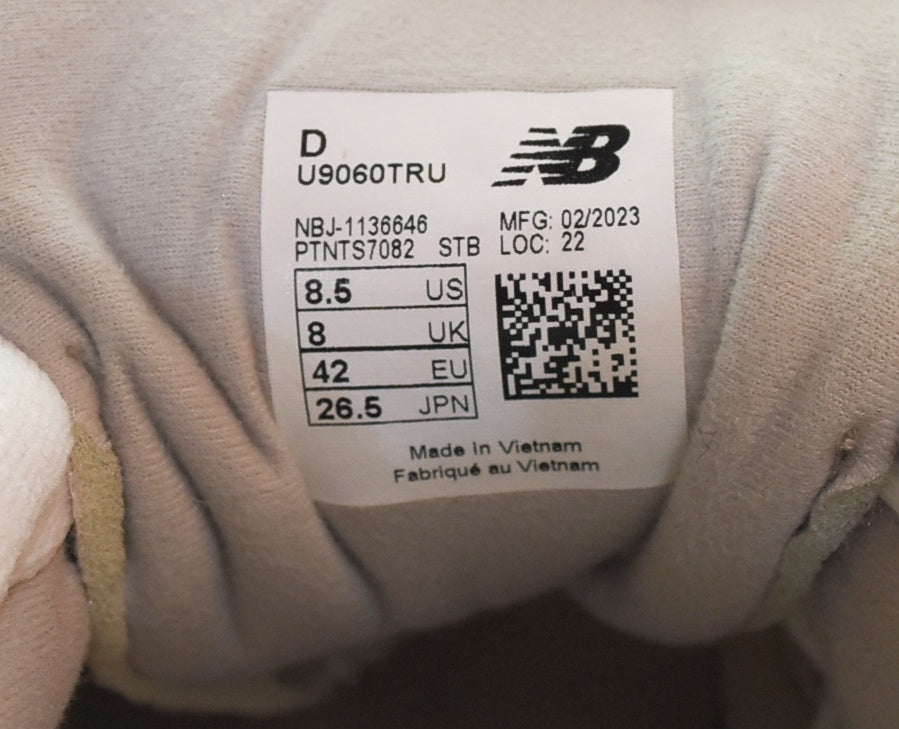 D
U9060TRU
NB
NBJ-1136646
PTNTS7082 STB
MFG: 02/2023
LOC: 22
8.5 US
8 UK
42 EU
26.5 JPN
Made in Vietnam
Fabriqué au Vietnam